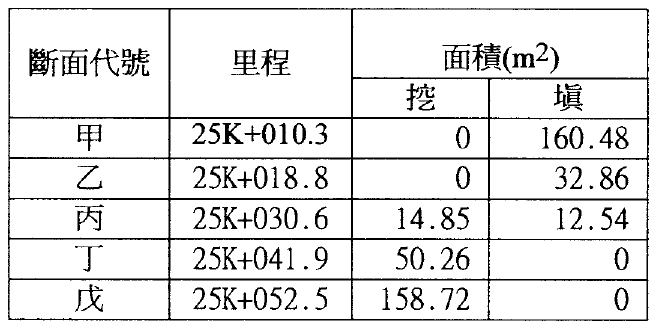 斷面代號 里程 面積(m2)
挖 塡
甲 25K+010.3 0 160.48
乙 25K+018.8 0 32.86
丙 25K+030.6 14.85 12.54
丁 25K+041.9 50.26 0
戊 25K+052.5 158.72 0